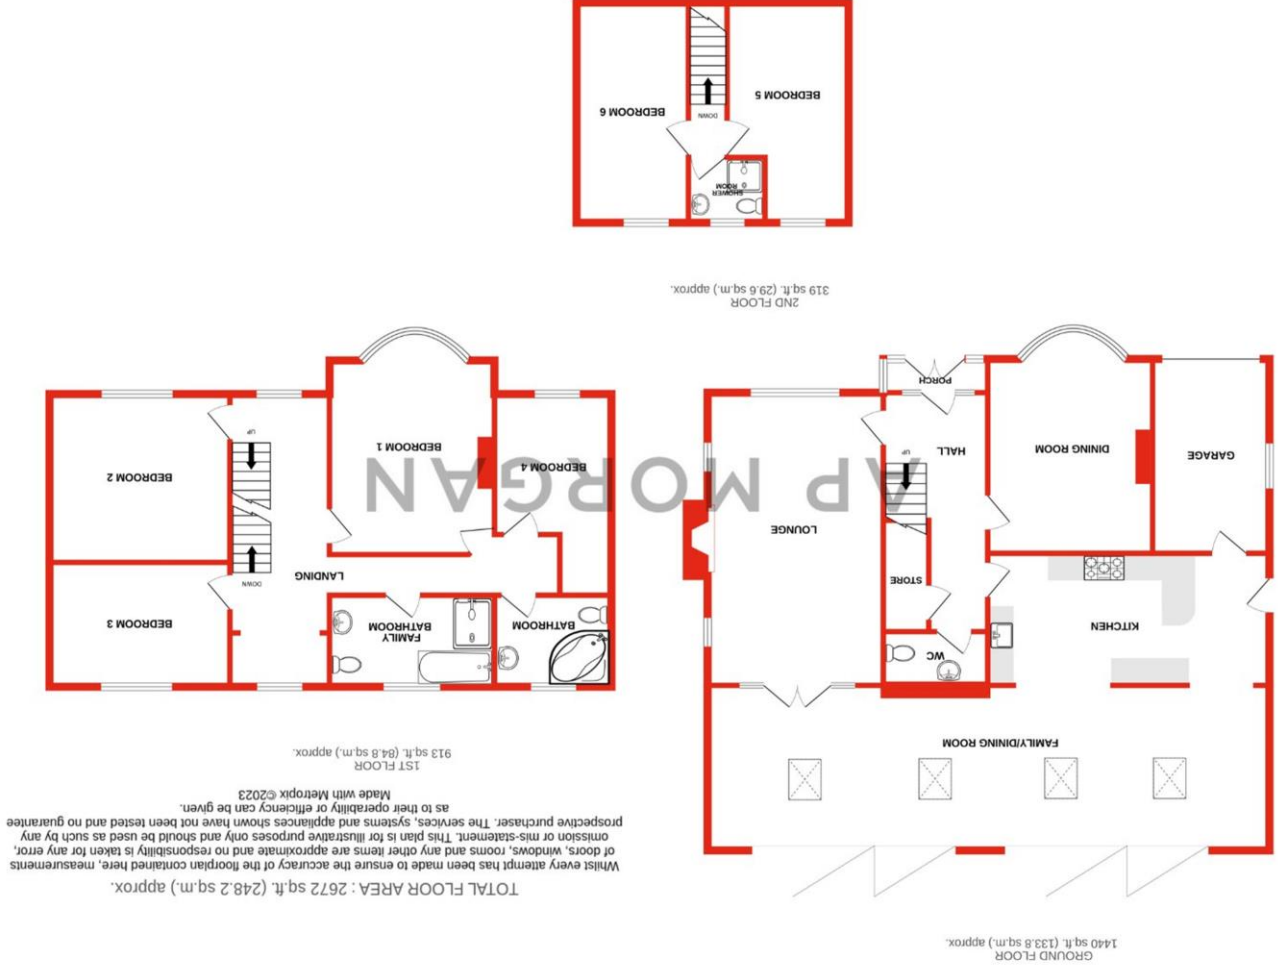 GROUND FLOOR
1440 sq.ft. (133.8 sq.m.) approx.
FAMILY/DINING ROOM
KITCHEN
WC
STORE
LOUNGE
GARAGE
DINING ROOM
HALL
UP
PORCH
TOTAL FLOOR AREA : 2672 sq.ft. (248.2 sq.m.) approx.
Whilst every attempt has been made to ensure the accuracy of the floorplan contained here, measurements
of doors, windows, rooms and any other items are approximate and no responsibility is taken for any error,
omission or mis-statement. This plan is for illustrative purposes only and should be used as such by any
prospective purchaser. The services, systems and appliances shown have not been tested and no guarantee
as to their operability or efficiency can be given.
Made with Metropix ©2023
1ST FLOOR
913 sq.ft. (84.8 sq.m.) approx.
BATHROOM
FAMILY
BATHROOM
BEDROOM 3
LANDING
DOWN
BEDROOM 4
BEDROOM 1
BEDROOM 2
UP
AP MORGAN
2ND FLOOR
319 sq.ft. (29.6 sq.m.) approx.
SHOWER
ROOM
DOWN
BEDROOM 5
BEDROOM 6